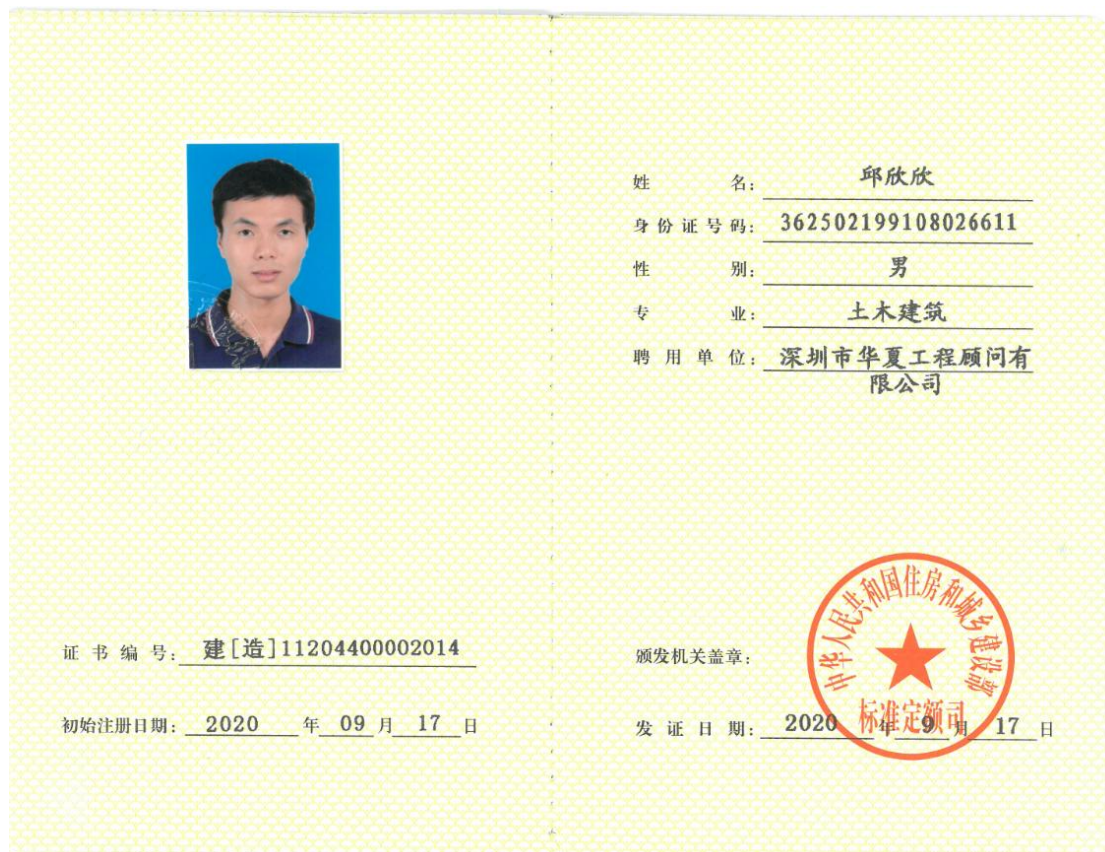 姓名：邱欣欣
身份证号码：362502199108026611
性别：男
专业：土木建筑
聘用单位：深圳市华夏工程顾问有
限公司
证书编号：建[造]11204400002014
初始注册日期：2020年09月17日
颁发机关盖章：
中华人民共和国住房和城乡建设部
标准定额司
发证日期：2020年9月17日